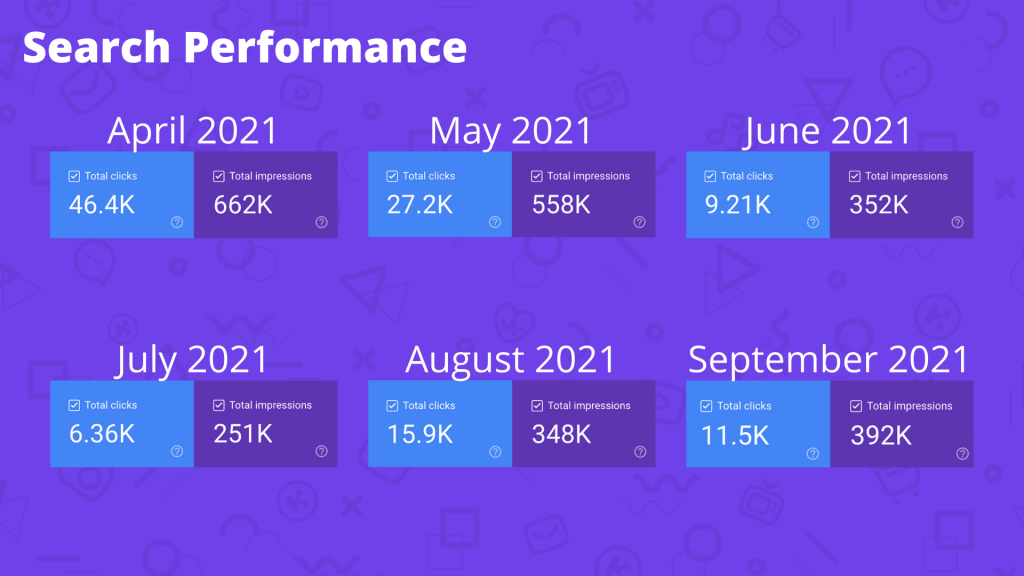 Search Performance
April 2021
Total clicks
46.4K
Total impressions
662K
May 2021
Total clicks
27.2K
Total impressions
558K
June 2021
Total clicks
9.21K
Total impressions
352K
July 2021
Total clicks
6.36K
Total impressions
251K
August 2021
Total clicks
15.9K
Total impressions
348K
September 2021
Total clicks
11.5K
Total impressions
392K